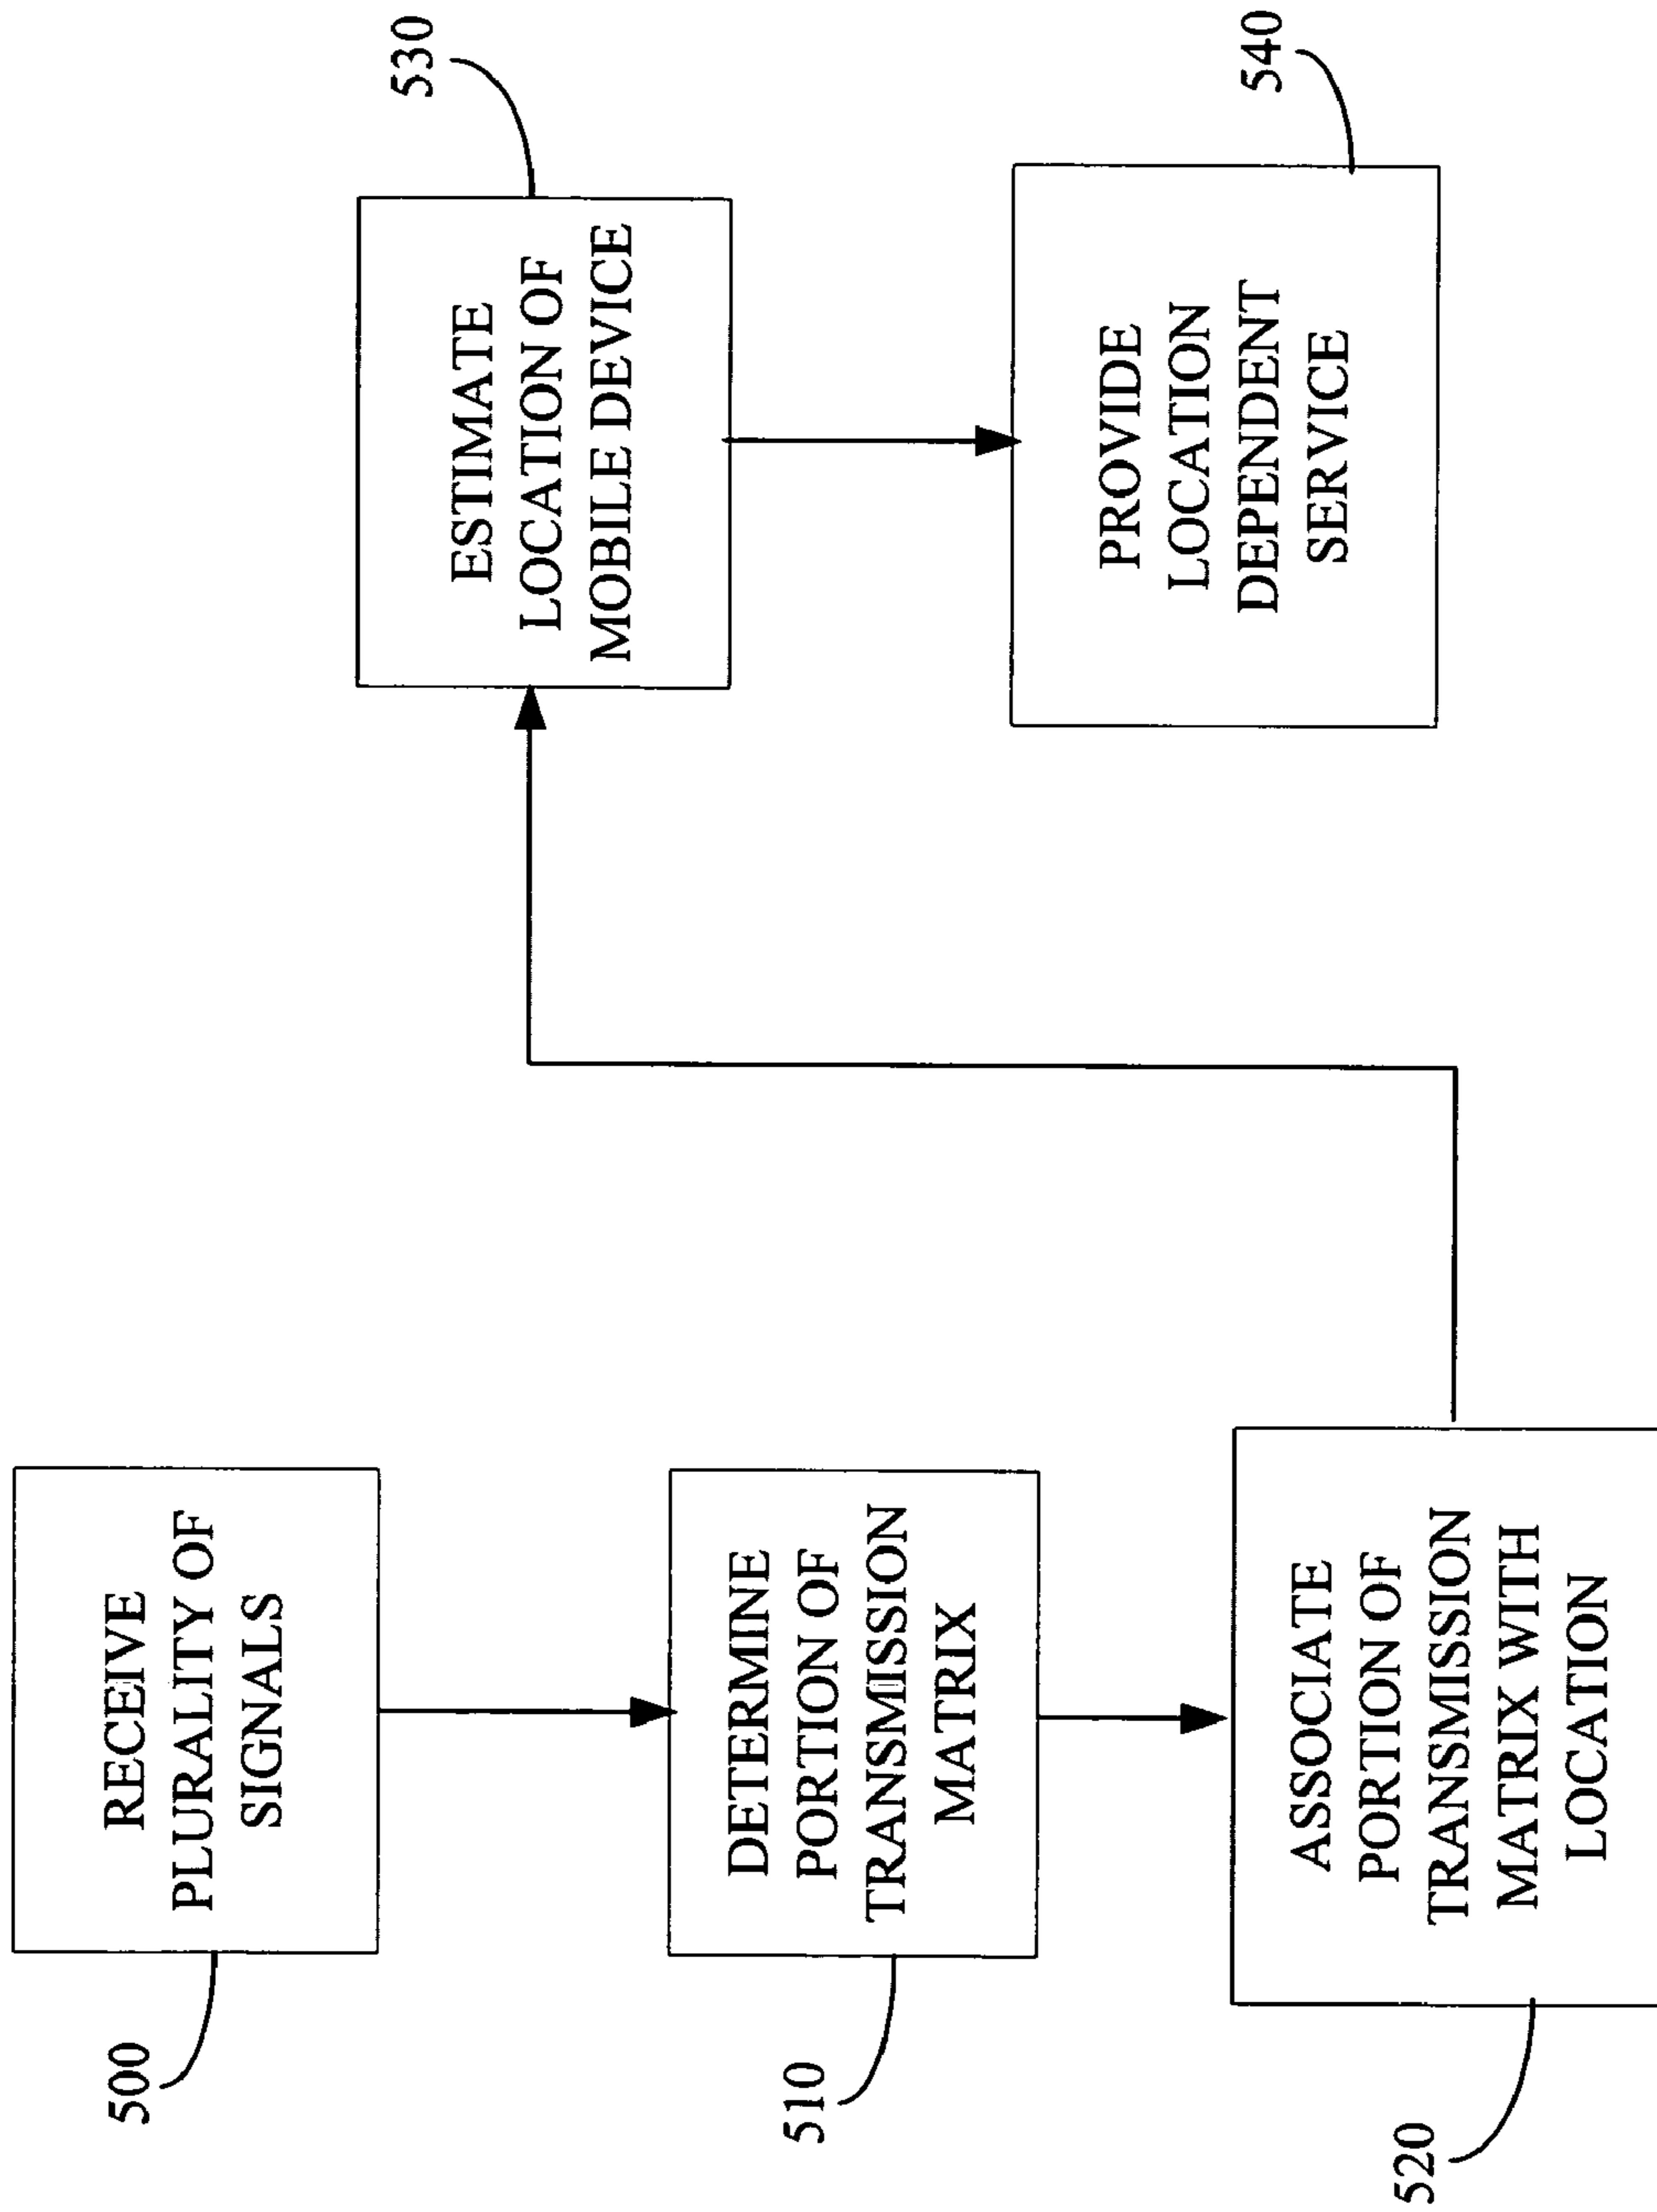 500
RECEIVE
PLURALITY OF
SIGNALS
510
DETERMINE
PORTION OF
TRANSMISSION
MATRIX
520
ASSOCIATE
PORTION OF
TRANSMISSION
MATRIX WITH
LOCATION
530
ESTIMATE
LOCATION OF
MOBILE DEVICE
540
PROVIDE
LOCATION
DEPENDENT
SERVICE